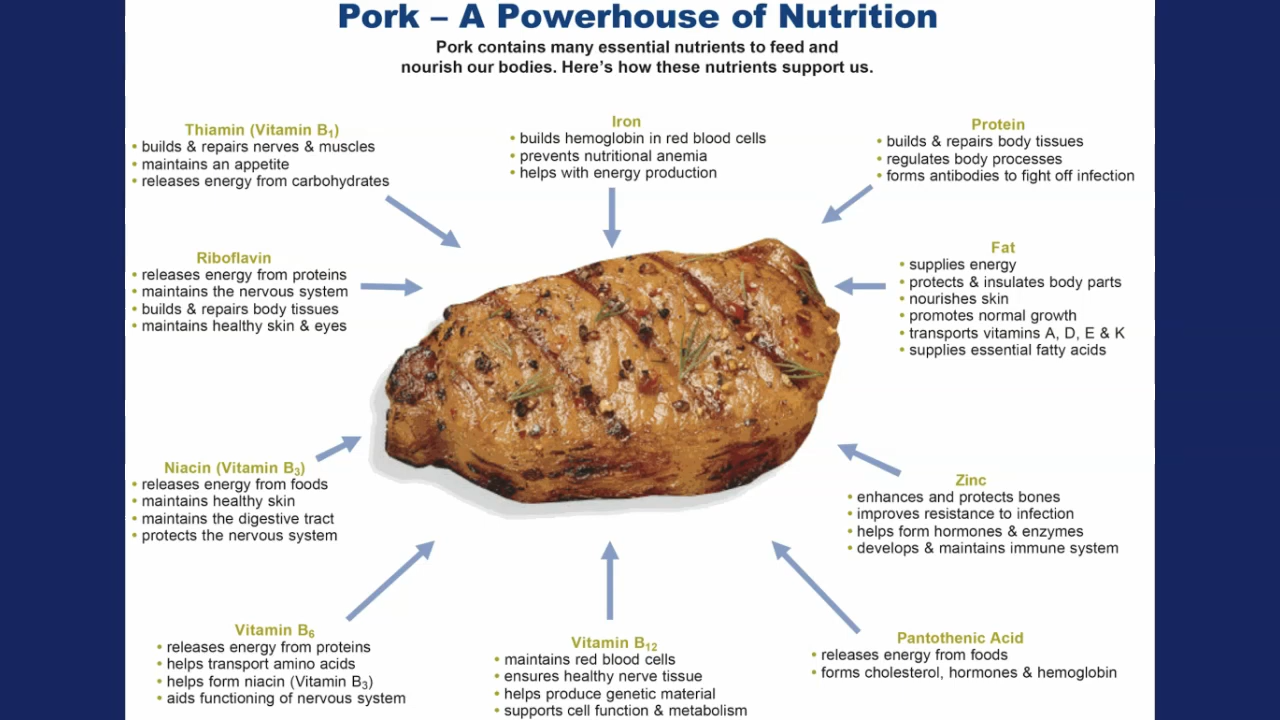 Pork – A Powerhouse of Nutrition
Pork contains many essential nutrients to feed and
nourish our bodies. Here's how these nutrients support us.
Thiamin (Vitamin B₁)
• builds & repairs nerves & muscles
• maintains an appetite
• releases energy from carbohydrates
Iron
• builds hemoglobin in red blood cells
• prevents nutritional anemia
• helps with energy production
Protein
• builds & repairs body tissues
• regulates body processes
• forms antibodies to fight off infection
Riboflavin
• releases energy from proteins
• maintains the nervous system
• builds & repairs body tissues
• maintains healthy skin & eyes
Fat
• supplies energy
• protects & insulates body parts
• nourishes skin
• promotes normal growth
• transports vitamins A, D, E & K
• supplies essential fatty acids
Niacin (Vitamin B₃)
• releases energy from foods
• maintains healthy skin
• maintains the digestive tract
• protects the nervous system
Zinc
• enhances and protects bones
• improves resistance to infection
• helps form hormones & enzymes
• develops & maintains immune system
Vitamin B₆
• releases energy from proteins
• helps transport amino acids
• helps form niacin (Vitamin B₃)
• aids functioning of nervous system
Vitamin B₁₂
• maintains red blood cells
• ensures healthy nerve tissue
• helps produce genetic material
• supports cell function & metabolism
Pantothenic Acid
• releases energy from foods
• forms cholesterol, hormones & hemoglobin